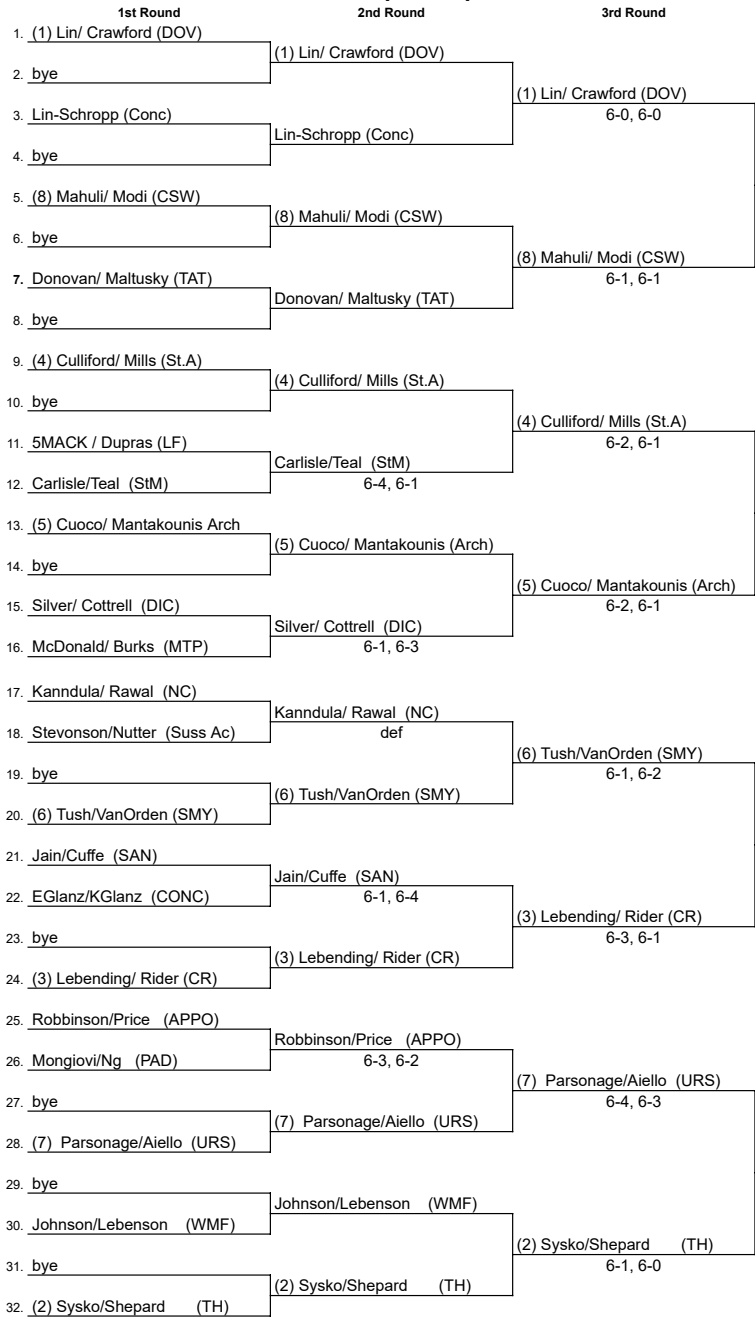 1st Round 2nd Round 3rd Round
1. (1) Lin/ Crawford (DOV)
(1) Lin/ Crawford (DOV)
2. bye
(1) Lin/ Crawford (DOV)
3. Lin-Schropp (Conc)
6-0, 6-0
Lin-Schropp (Conc)
4. bye
5. (8) Mahuli/ Modi (CSW)
(8) Mahuli/ Modi (CSW)
6. bye
(8) Mahuli/ Modi (CSW)
7. Donovan/ Maltusky (TAT)
6-1, 6-1
Donovan/ Maltusky (TAT)
8. bye
9. (4) Culliford/ Mills (St.A)
(4) Culliford/ Mills (St.A)
10. bye
(4) Culliford/ Mills (St.A)
11. 5MACK / Dupras (LF)
6-2, 6-1
Carlisle/Teal (StM)
12. Carlisle/Teal (StM)
6-4, 6-1
13. (5) Cuoco/ Mantakounis Arch
(5) Cuoco/ Mantakounis (Arch)
14. bye
(5) Cuoco/ Mantakounis (Arch)
15. Silver/ Cottrell (DIC)
6-2, 6-1
Silver/ Cottrell (DIC)
16. McDonald/ Burks (MTP)
6-1, 6-3
17. Kanndula/ Rawal (NC)
Kanndula/ Rawal (NC)
18. Stevonson/Nutter (Suss Ac)
def
(6) Tush/VanOrden (SMY)
19. bye
6-1, 6-2
(6) Tush/VanOrden (SMY)
20. (6) Tush/VanOrden (SMY)
21. Jain/Cuffe (SAN)
Jain/Cuffe (SAN)
22. EGlanz/KGlanz (CONC)
6-1, 6-4
(3) Lebending/ Rider (CR)
23. bye
6-3, 6-1
(3) Lebending/ Rider (CR)
24. (3) Lebending/ Rider (CR)
25. Robbinson/Price (APPO)
Robbinson/Price (APPO)
26. Mongiovi/Ng (PAD)
6-3, 6-2
(7) Parsonage/Aiello (URS)
27. bye
6-4, 6-3
(7) Parsonage/Aiello (URS)
28. (7) Parsonage/Aiello (URS)
29. bye
Johnson/Lebenson (WMF)
30. Johnson/Lebenson (WMF)
(2) Sysko/Shepard (TH)
31. bye
6-1, 6-0
(2) Sysko/Shepard (TH)
32. (2) Sysko/Shepard (TH)